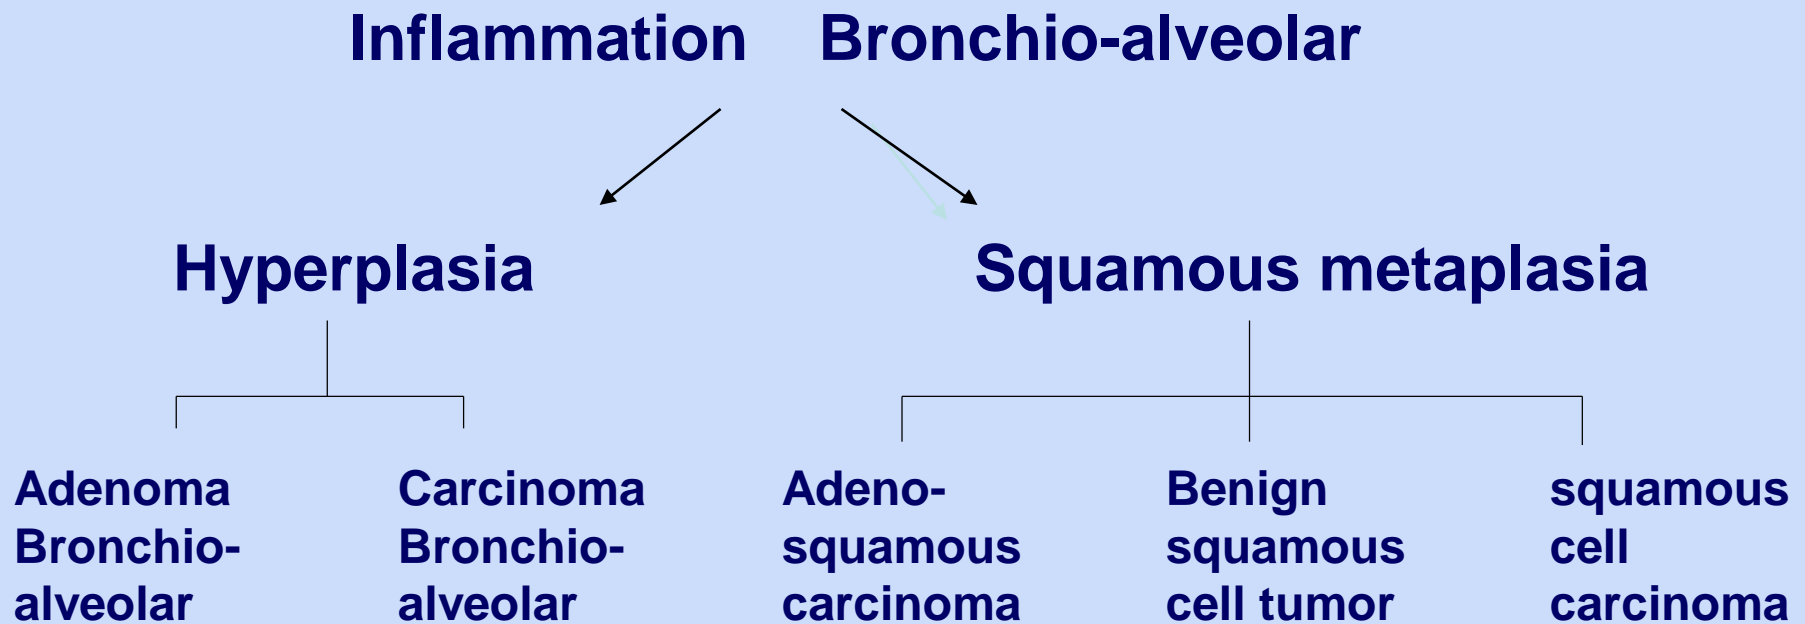 Inflammation Bronchio-alveolar
Hyperplasia
Squamous metaplasia
Adenoma
Bronchio-
alveolar
Carcinoma
Bronchio-
alveolar
Adeno-
squamous
carcinoma
Benign
squamous
cell tumor
squamous
cell
carcinoma